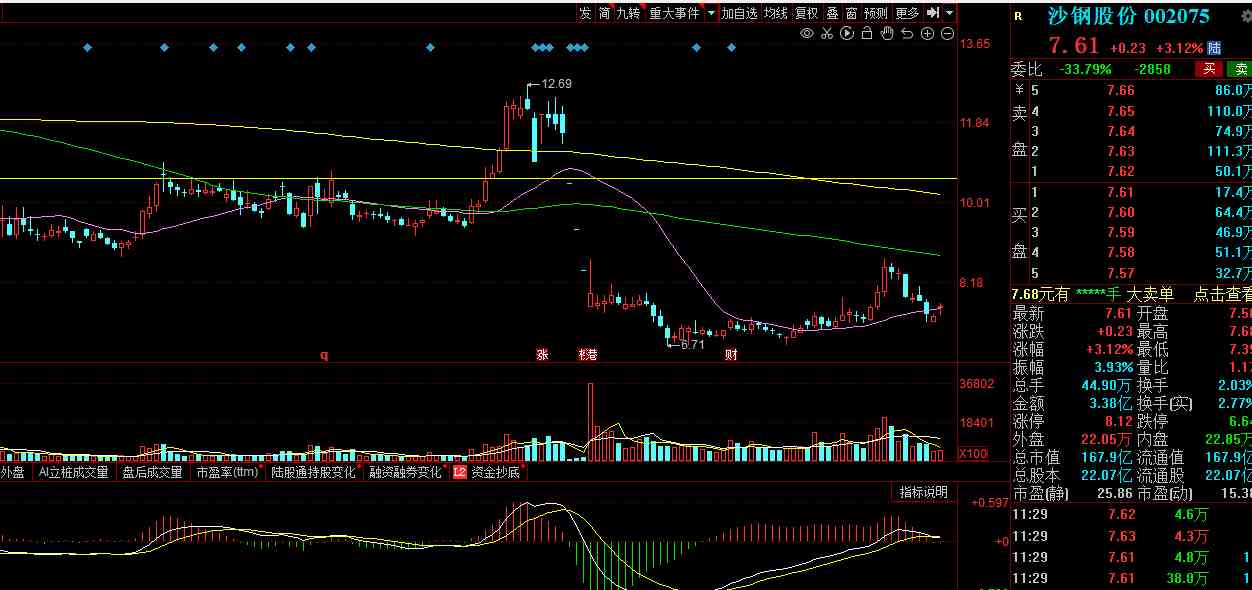 发 简 九转 重大事件 加自选 均线 复权 叠 窗 预测 更多
12.69
6.71
q 涨 港 财
13.65
11.84
10.01
8.18
36802
18401
X100
外盘 AI立桩成交量 盘后成交量 市盈率(ttm) 陆股通持股变化 融资融券变化 L2 资金抄底
指标说明
+0.597
+0
R 沙钢股份 002075
7.61 +0.23 +3.12% 陆
委比 -33.79% -2858 买 卖
¥ 5 7.66 86.0万
卖 4 7.65 110.0万
3 7.64 74.9万
盘 2 7.63 111.3万
1 7.62 50.1万
1 7.61 17.4万
买 2 7.60 64.4万
3 7.59 46.9万
盘 4 7.58 51.1万
5 7.57 32.7万
7.68元有 *****手 大卖单 点击查看
最新 7.61 开盘 7.50
涨跌 +0.23 最高 7.68
涨幅 +3.12% 最低 7.39
振幅 3.93% 量比 1.17
总手 44.90万 换手 2.03%
金额 3.38亿 换手(实) 2.77%
涨停 8.12 跌停 6.64
外盘 22.05万 内盘 22.85万
总市值 167.9亿 流通值 167.9亿
总股本 22.07亿 流通股 22.07亿
市盈(静) 25.86 市盈(动) 15.38
11:29 7.62 4.6万
11:29 7.63 4.3万
11:29 7.61 4.8万 1
11:29 7.61 38.0万 1